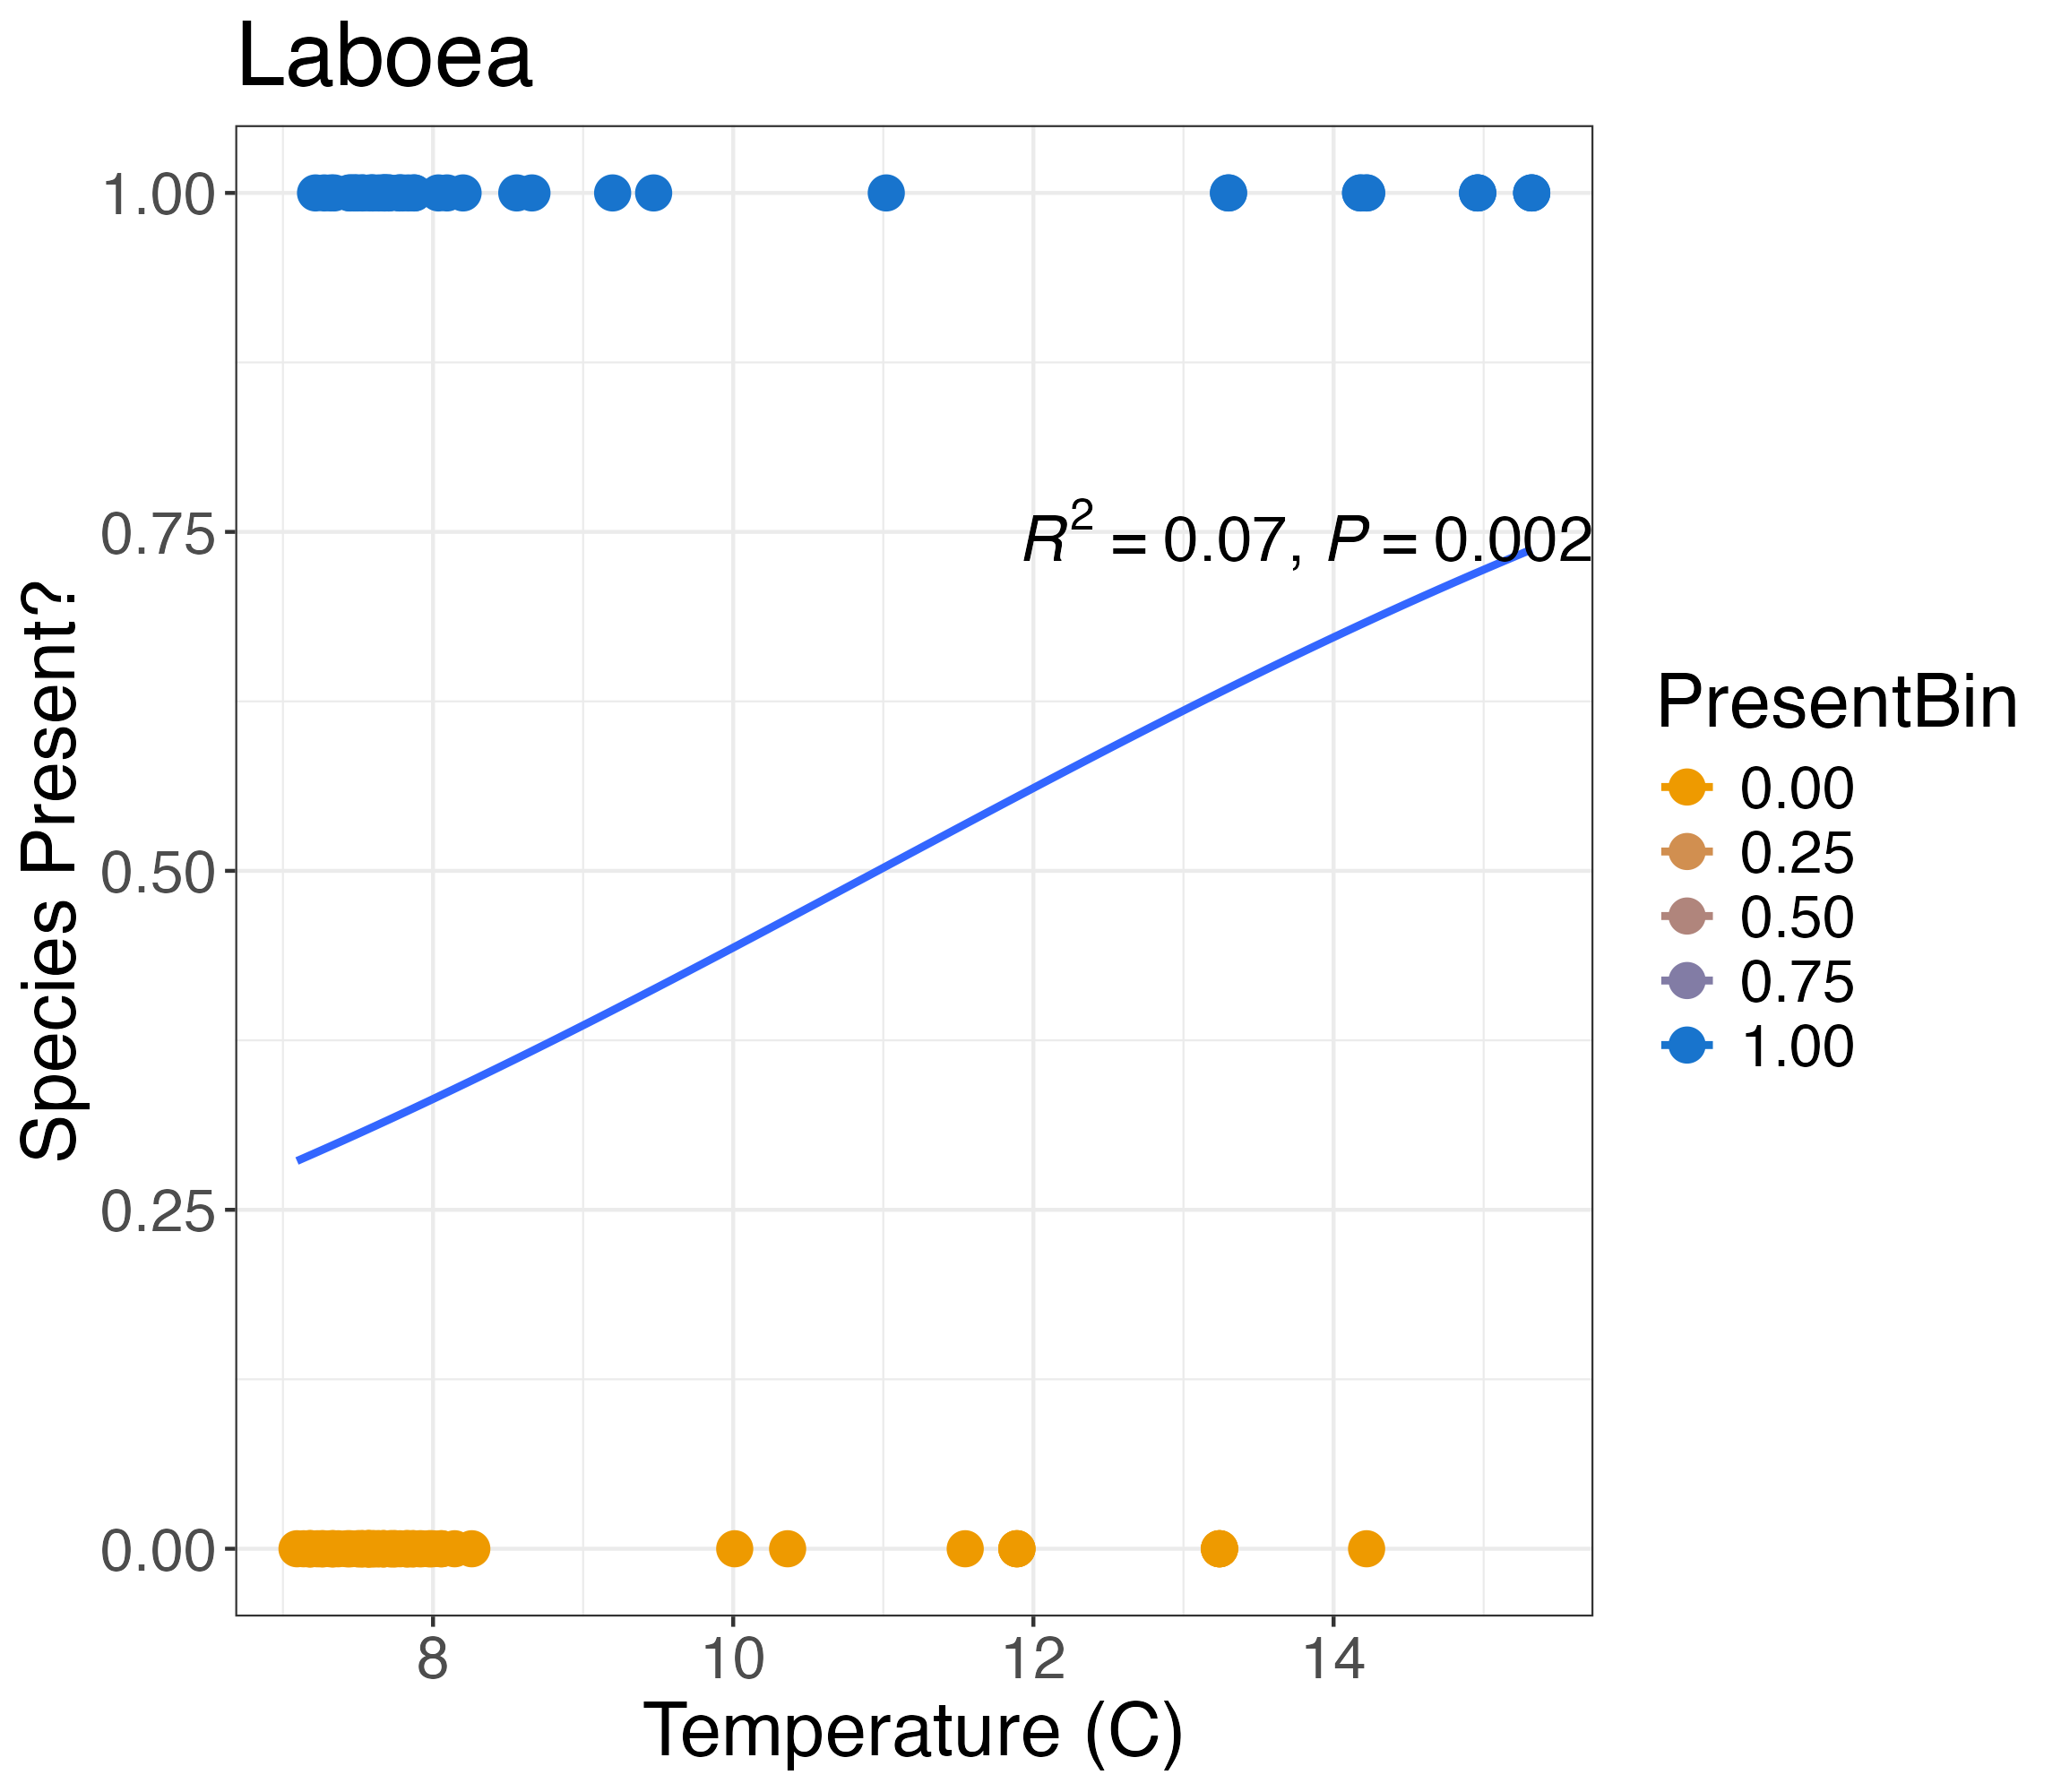 Laboea
1.00
0.75
0.50
0.25
0.00
Species Present?
R² = 0.07, P = 0.002
8 10 12 14
Temperature (C)
PresentBin
0.00
0.25
0.50
0.75
1.00